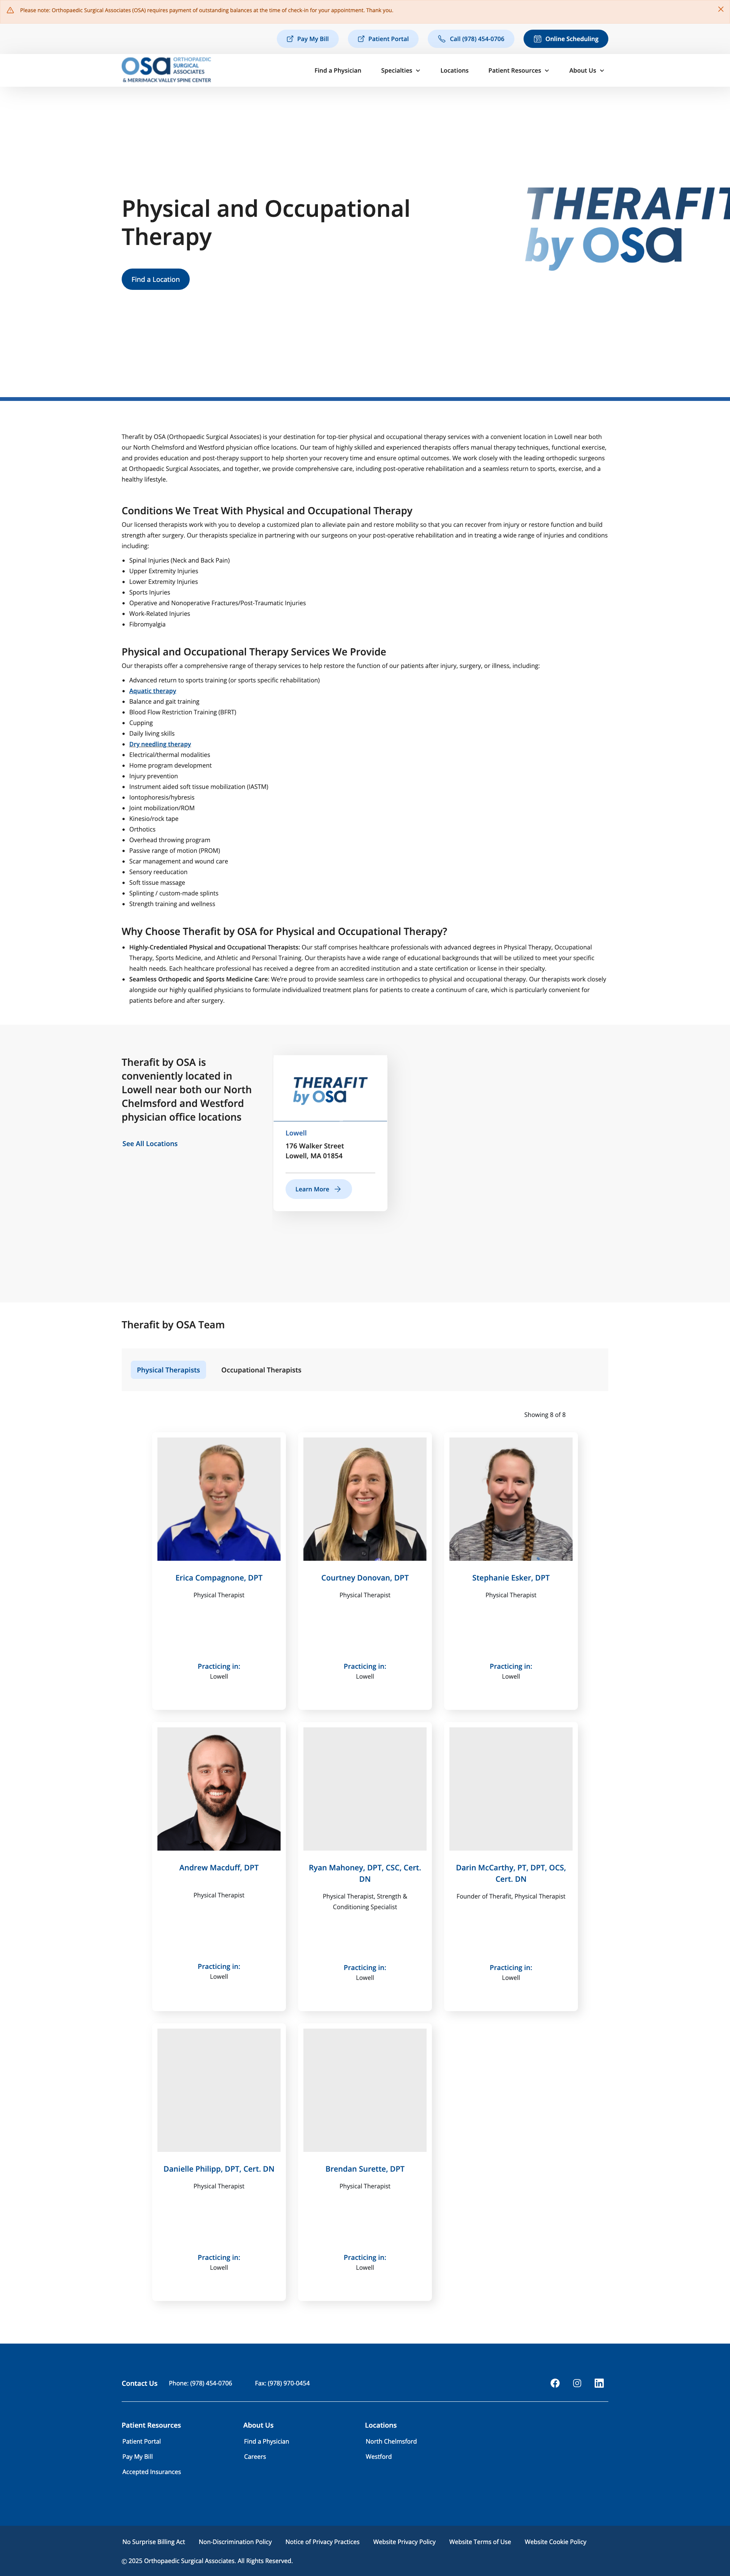 Please note: Orthopaedic Surgical Associates (OSA) requires payment of outstanding balances at the time of check-in for your appointment. Thank you.
Pay My Bill
Patient Portal
Call (978) 454-0706
Online Scheduling
OSA ORTHOPAEDIC
SURGICAL
ASSOCIATES
& MERRIMACK VALLEY SPINE CENTER
Find a Physician
Specialties
Locations
Patient Resources
About Us
Physical and Occupational
Therapy
THERAFIT
by OSA
Find a Location
Therafit by OSA (Orthopaedic Surgical Associates) is your destination for top-tier physical and occupational therapy services with a convenient location in Lowell near both
our North Chelmsford and Westford physician office locations. Our team of highly skilled and experienced therapists offers manual therapy techniques, functional exercise,
and provides education and post-therapy support to help shorten your recovery time and ensure optimal outcomes. We work closely with the leading orthopedic surgeons
at Orthopaedic Surgical Associates, and together, we provide comprehensive care, including post-operative rehabilitation and a seamless return to sports, exercise, and a
healthy lifestyle.
Conditions We Treat With Physical and Occupational Therapy
Our licensed therapists work with you to develop a customized plan to alleviate pain and restore mobility so that you can recover from injury or restore function and build
strength after surgery. Our therapists specialize in partnering with our surgeons on your post-operative rehabilitation and in treating a wide range of injuries and conditions
including:
• Spinal Injuries (Neck and Back Pain)
• Upper Extremity Injuries
• Lower Extremity Injuries
• Sports Injuries
• Operative and Nonoperative Fractures/Post-Traumatic Injuries
• Work-Related Injuries
• Fibromyalgia
Physical and Occupational Therapy Services We Provide
Our therapists offer a comprehensive range of therapy services to help restore the function of our patients after injury, surgery, or illness, including:
• Advanced return to sports training (or sports specific rehabilitation)
• Aquatic therapy
• Balance and gait training
• Blood Flow Restriction Training (BFRT)
• Cupping
• Daily living skills
• Dry needling therapy
• Electrical/thermal modalities
• Home program development
• Injury prevention
• Instrument aided soft tissue mobilization (IASTM)
• Iontophoresis/hybresis
• Joint mobilization/ROM
• Kinesio/rock tape
• Orthotics
• Overhead throwing program
• Passive range of motion (PROM)
• Scar management and wound care
• Sensory reeducation
• Soft tissue massage
• Splinting / custom-made splints
• Strength training and wellness
Why Choose Therafit by OSA for Physical and Occupational Therapy?
• Highly-Credentialed Physical and Occupational Therapists: Our staff comprises healthcare professionals with advanced degrees in Physical Therapy, Occupational
Therapy, Sports Medicine, and Athletic and Personal Training. Our therapists have a wide range of educational backgrounds that will be utilized to meet your specific
health needs. Each healthcare professional has received a degree from an accredited institution and a state certification or license in their specialty.
• Seamless Orthopedic and Sports Medicine Care: We're proud to provide seamless care in orthopedics to physical and occupational therapy. Our therapists work closely
alongside our highly qualified physicians to formulate individualized treatment plans for patients to create a continuum of care, which is particularly convenient for
patients before and after surgery.
Therafit by OSA is
conveniently located in
Lowell near both our North
Chelmsford and Westford
physician office locations
See All Locations
THERAFIT
by OSA
Lowell
176 Walker Street
Lowell, MA 01854
Learn More
Therafit by OSA Team
Physical Therapists
Occupational Therapists
Showing 8 of 8
Erica Compagnone, DPT
Physical Therapist
Practicing in:
Lowell
Courtney Donovan, DPT
Physical Therapist
Practicing in:
Lowell
Stephanie Esker, DPT
Physical Therapist
Practicing in:
Lowell
Andrew Macduff, DPT
Physical Therapist
Practicing in:
Lowell
Ryan Mahoney, DPT, CSC, Cert.
DN
Physical Therapist, Strength &
Conditioning Specialist
Practicing in:
Lowell
Darin McCarthy, PT, DPT, OCS,
Cert. DN
Founder of Therafit, Physical Therapist
Practicing in:
Lowell
Danielle Philipp, DPT, Cert. DN
Physical Therapist
Practicing in:
Lowell
Brendan Surette, DPT
Physical Therapist
Practicing in:
Lowell
Contact Us
Phone: (978) 454-0706
Fax: (978) 970-0454
Patient Resources
Patient Portal
Pay My Bill
Accepted Insurances
About Us
Find a Physician
Careers
Locations
North Chelmsford
Westford
No Surprise Billing Act
Non-Discrimination Policy
Notice of Privacy Practices
Website Privacy Policy
Website Terms of Use
Website Cookie Policy
© 2025 Orthopaedic Surgical Associates. All Rights Reserved.